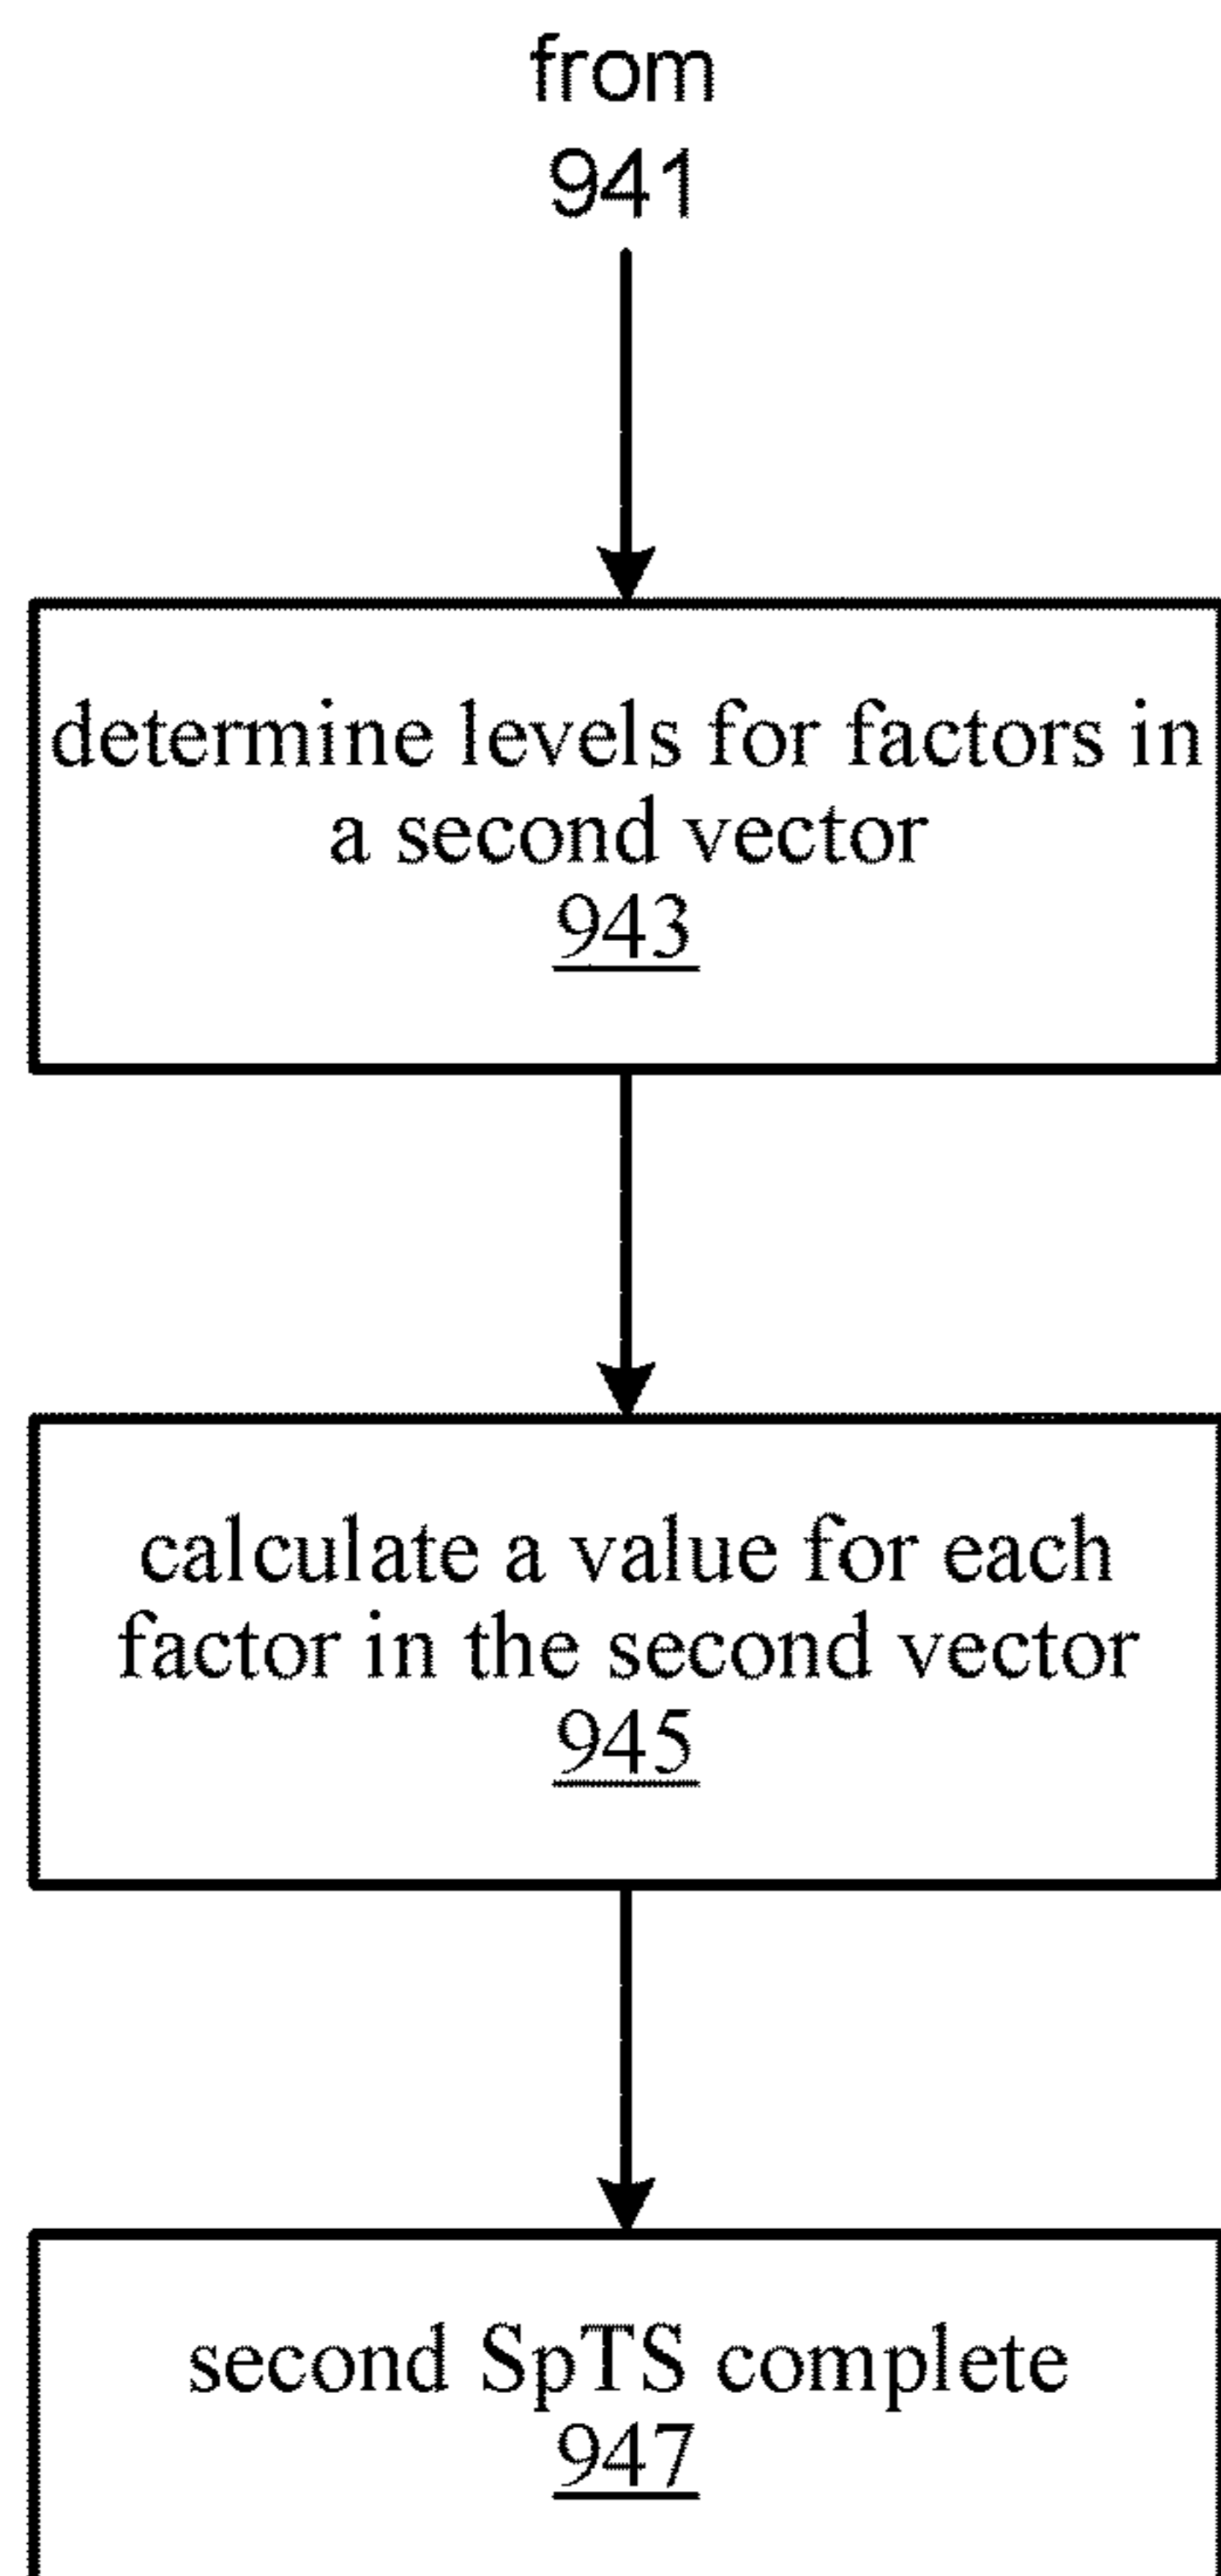 from
941
determine levels for factors in
a second vector
943
calculate a value for each
factor in the second vector
945
second SpTS complete
947